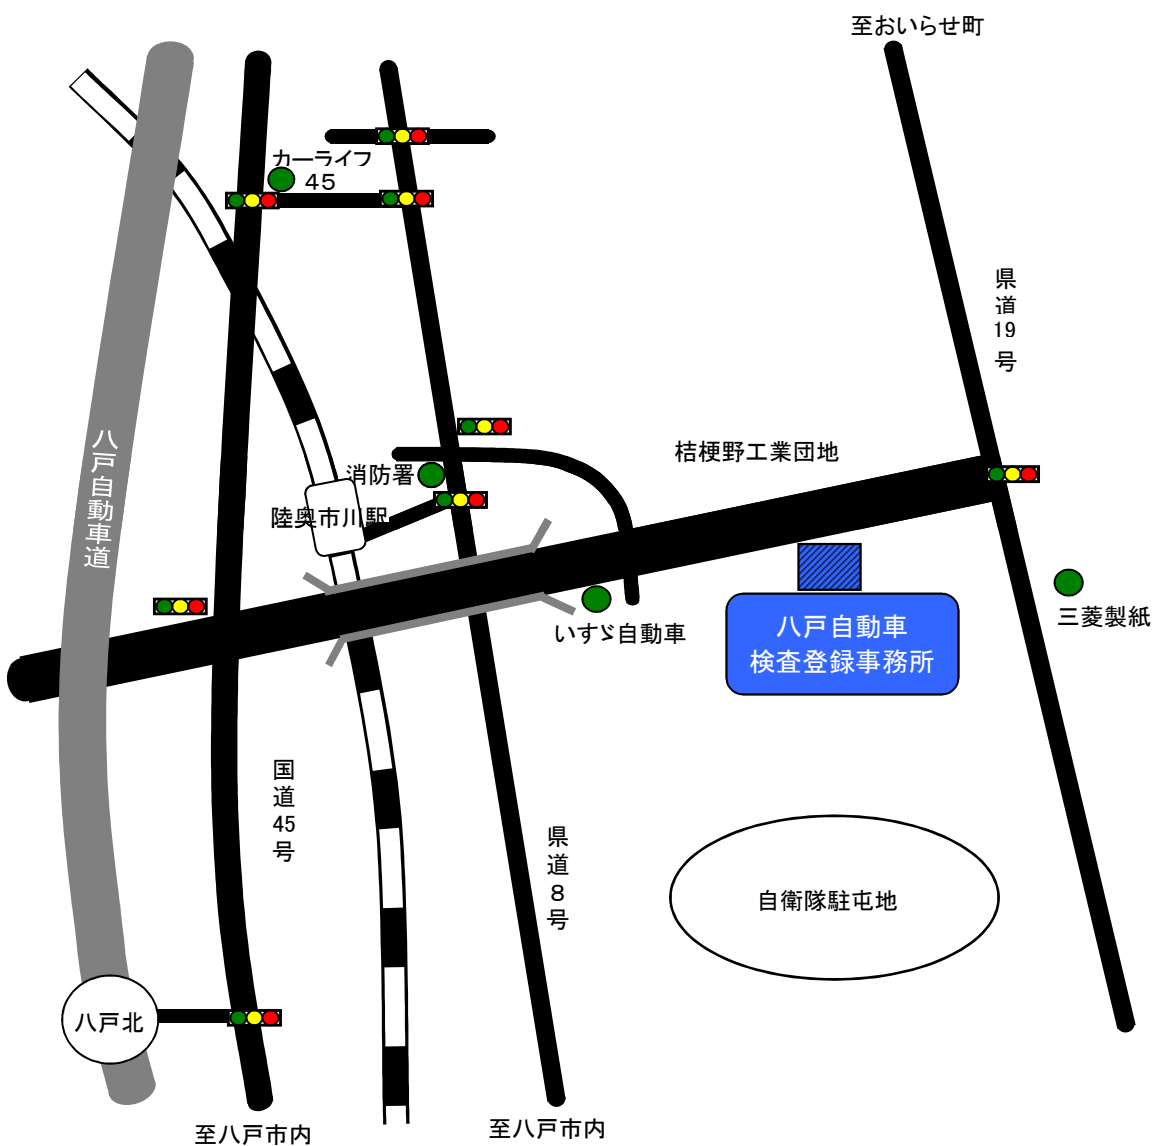 至おいらせ町
カーライフ
45
県道19号
八戸自動車道
桔梗野工業団地
消防署
陸奥市川駅
いすゞ自動車
八戸自動車
検査登録事務所
三菱製紙
国道45号
県道8号
自衛隊駐屯地
八戸北
至八戸市内
至八戸市内